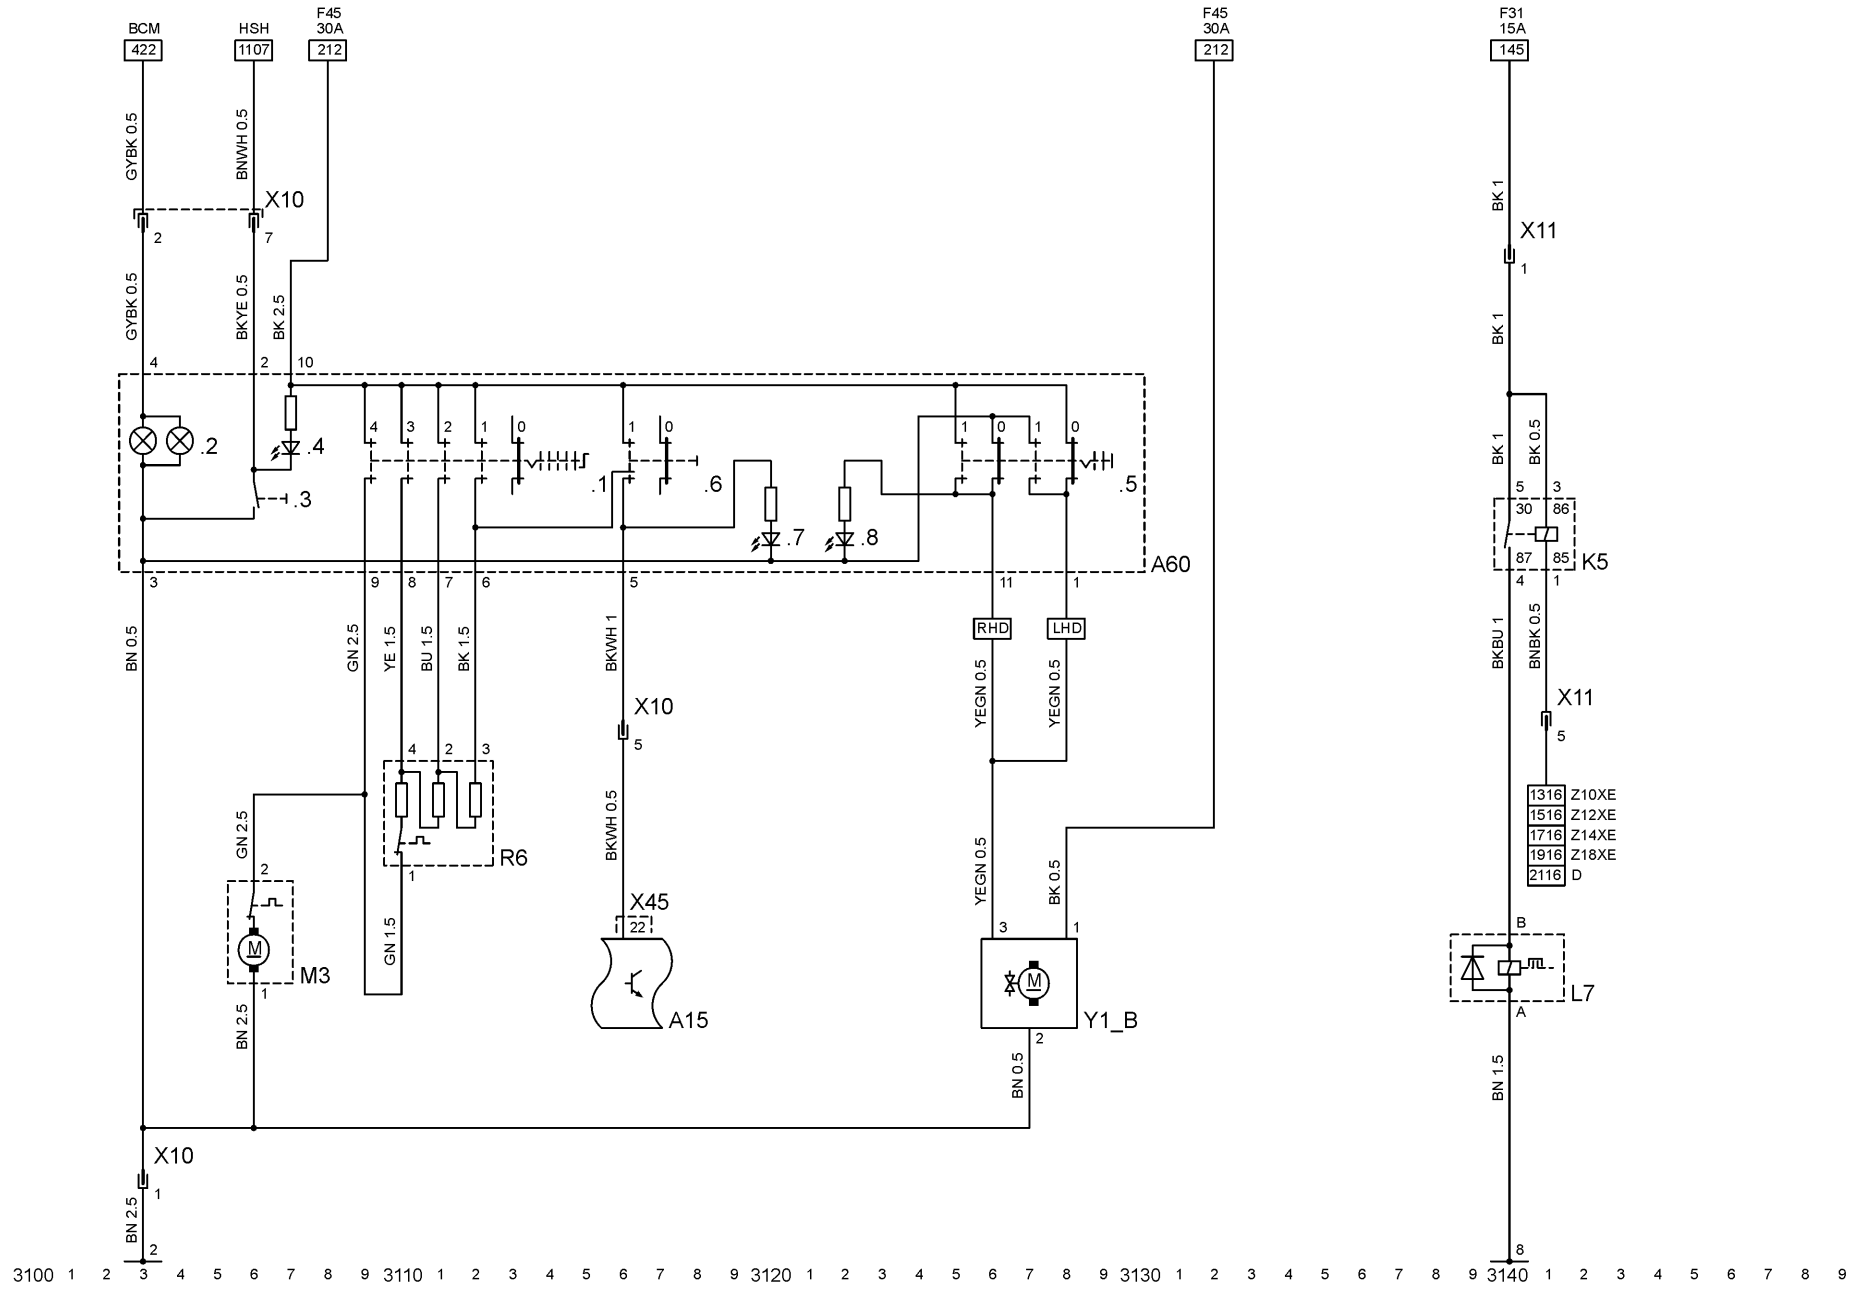 BCM
HSH
F45
30A
F45
30A
F31
15A
422
1107
212
212
145
GYBK 0.5
BNWH 0.5
X10
2
7
BK 1
X11
1
GYBK 0.5
BKYE 0.5
BK 2.5
BK 1
4
2
10
.2
.4
.3
4
3
2
1
0
.1
1
0
.6
1
0
1
0
.5
.7
.8
A60
3
9
8
7
6
5
11
1
BK 1
BK 0.5
5
3
30
86
87
85
K5
4
1
BN 0.5
GN 2.5
YE 1.5
BU 1.5
BK 1.5
BKWH 1
RHD
LHD
YEGN 0.5
YEGN 0.5
BKBU 1
BNBK 0.5
X10
5
X11
5
4
2
3
R6
1
1316 Z10XE
1516 Z12XE
1716 Z14XE
1916 Z18XE
2116 D
GN 2.5
2
M
M3
1
GN 1.5
BKWH 0.5
YEGN 0.5
BK 0.5
X45
22
A15
3
1
M
Y1_B
2
B
L7
A
BN 2.5
BN 0.5
BN 1.5
X10
1
BN 2.5
2
8
3100 1 2 3 4 5 6 7 8 9 3110 1 2 3 4 5 6 7 8 9 3120 1 2 3 4 5 6 7 8 9 3130 1 2 3 4 5 6 7 8 9 3140 1 2 3 4 5 6 7 8 9